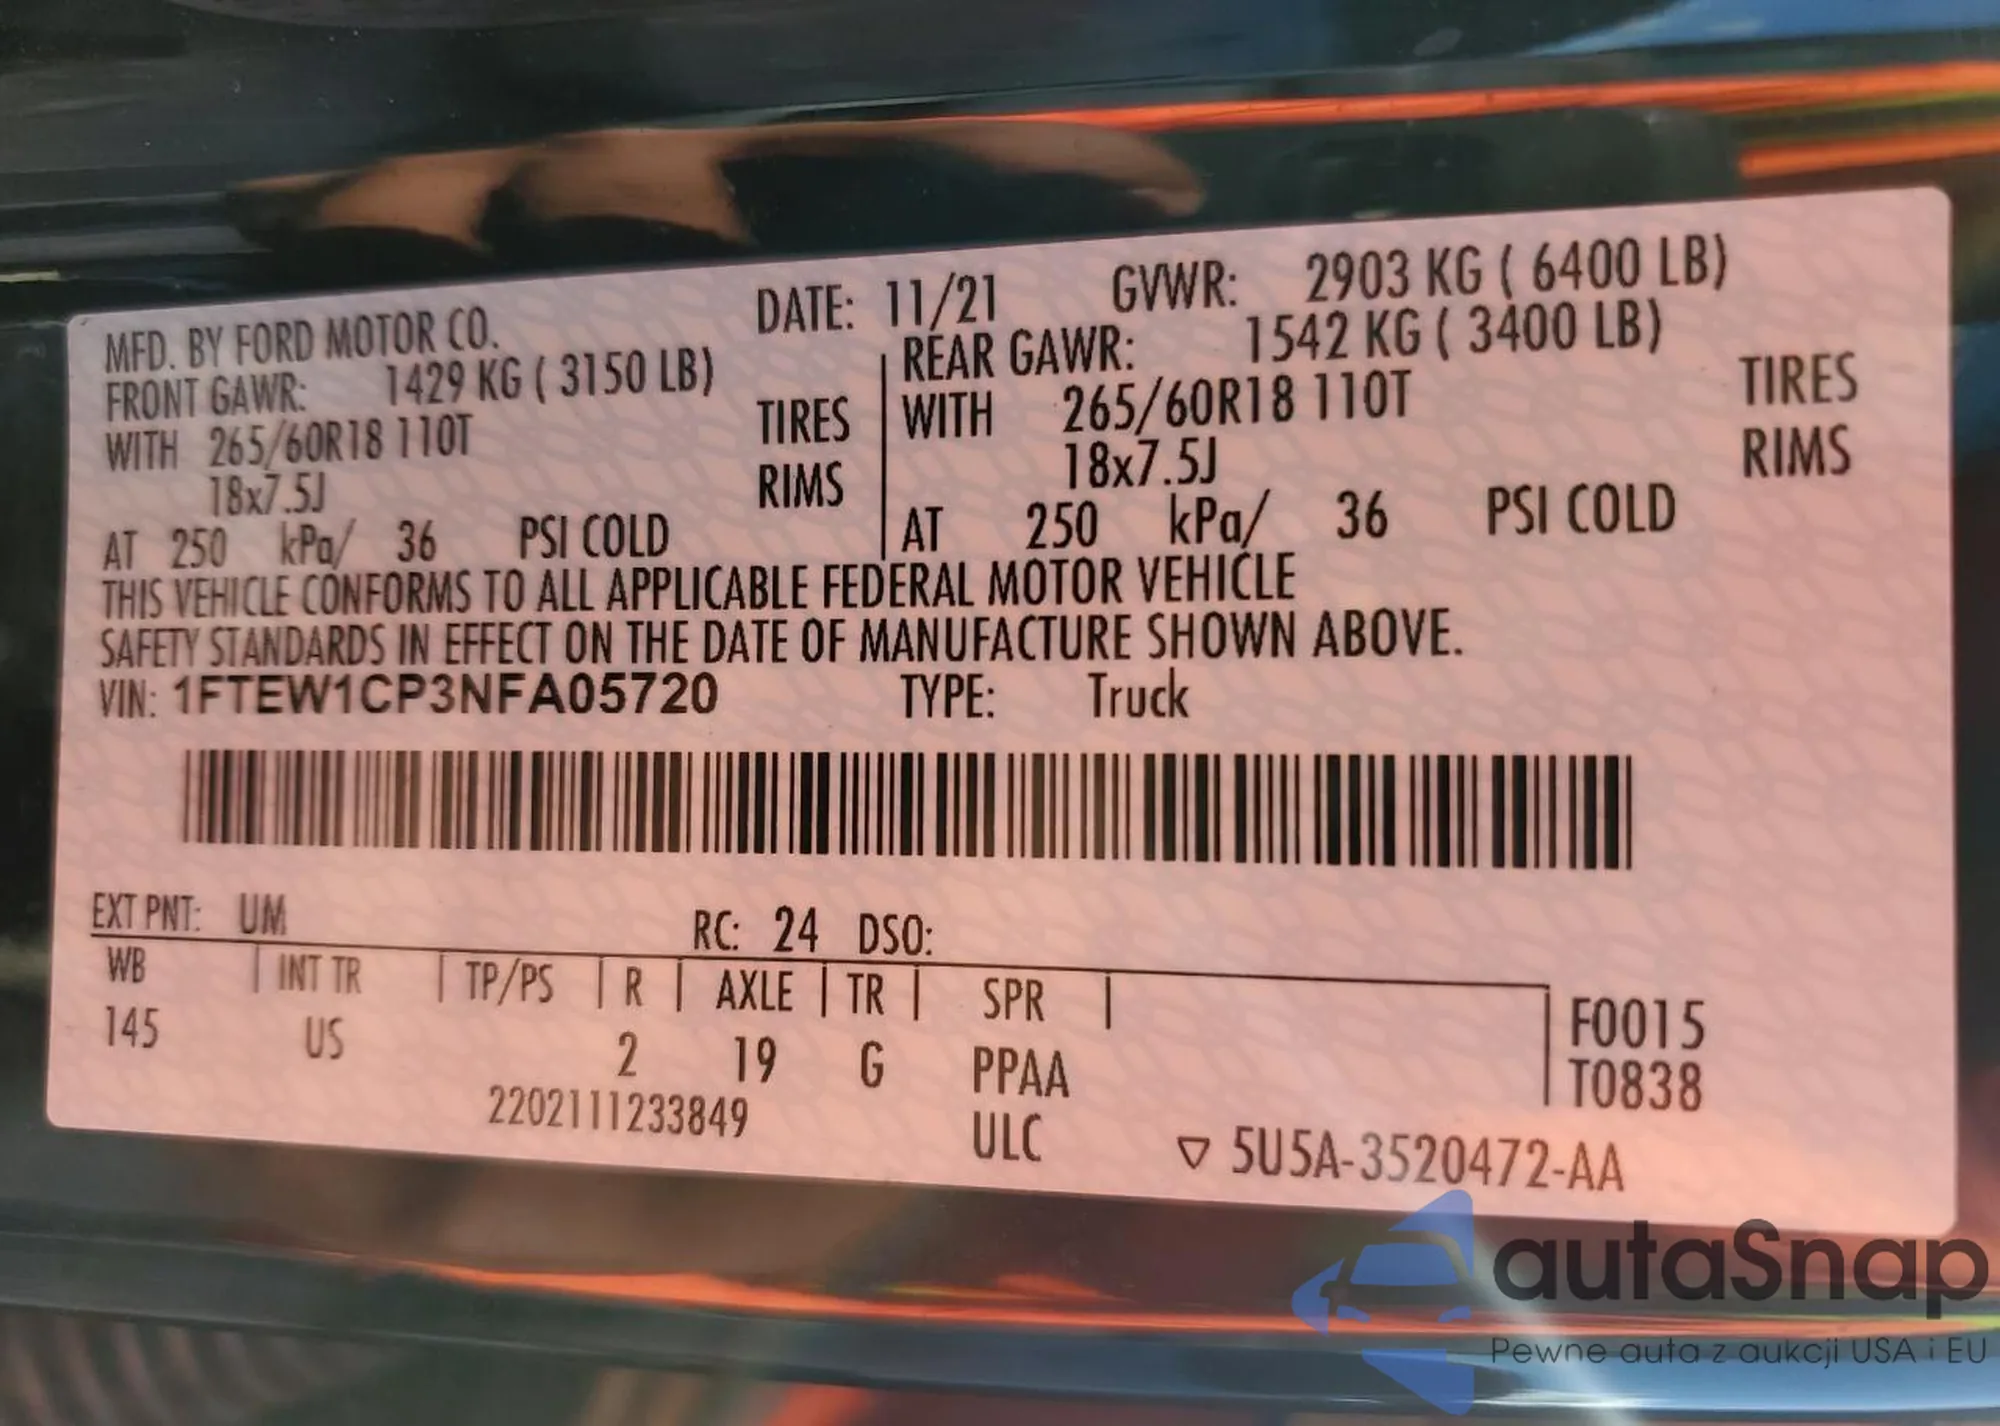 MFD. BY FORD MOTOR CO. DATE: 11/21 GVWR: 2903 KG ( 6400 LB)
FRONT GAWR: 1429 KG ( 3150 LB) REAR GAWR: 1542 KG ( 3400 LB)
WITH 265/60R18 110T TIRES WITH 265/60R18 110T TIRES
18x7.5J RIMS 18x7.5J RIMS
AT 250 kPa/ 36 PSI COLD AT 250 kPa/ 36 PSI COLD
THIS VEHICLE CONFORMS TO ALL APPLICABLE FEDERAL MOTOR VEHICLE
SAFETY STANDARDS IN EFFECT ON THE DATE OF MANUFACTURE SHOWN ABOVE.
VIN: 1FTEW1CP3NFA05720 TYPE: Truck
EXT PNT: UM RC: 24 DSO:
WB INT TR TP/PS R AXLE TR SPR F0015
145 US 2 19 G PPAA T0838
2202111233849 ULC ▽ 5U5A-3520472-AA
autaSnap
Pewne auta z aukcji USA i EU